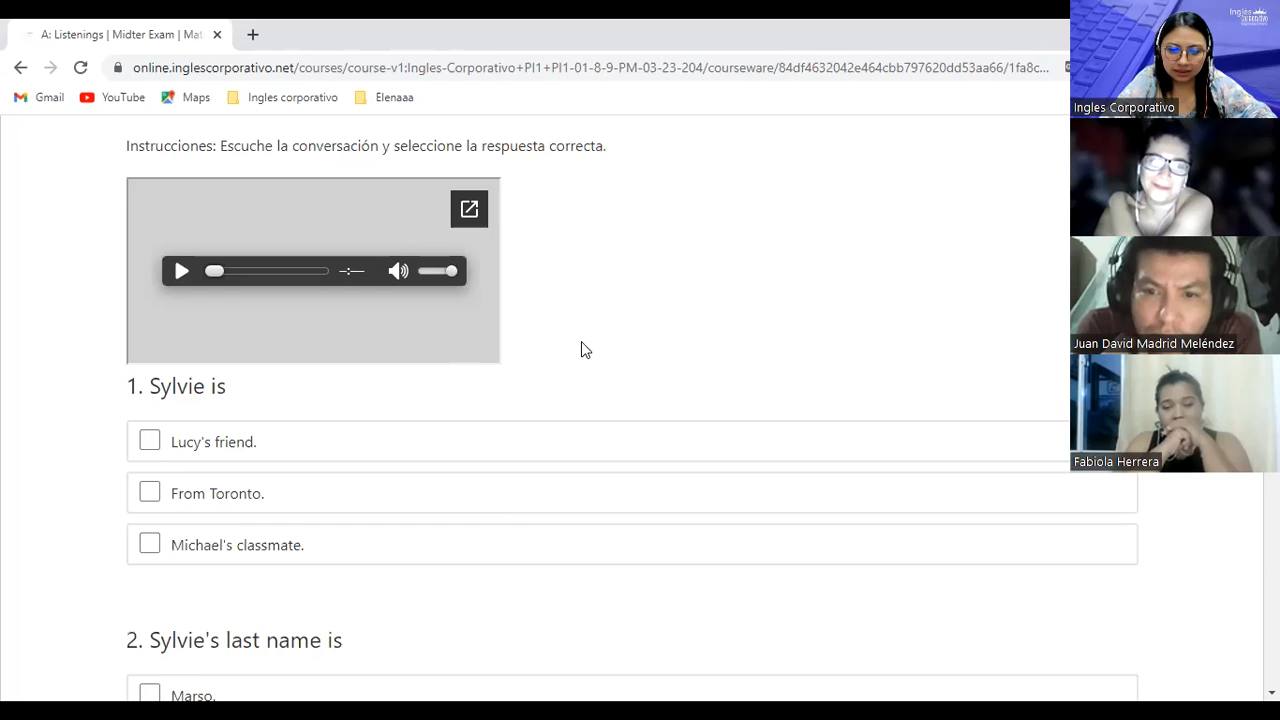 A: Listenings | Midter Exam | Mat
online.inglescorporativo.net/courses/course-v1:Ingles-Corporativo+PI1+PI1-01-8-9-PM-03-23-204/courseware/84df4632042e464cbb797620dd53aa66/1fa8c...
Gmail
YouTube
Maps
Ingles corporativo
Elenaaa
Instrucciones: Escuche la conversación y seleccione la respuesta correcta.
-:--
1. Sylvie is
Lucy's friend.
From Toronto.
Michael's classmate.
2. Sylvie's last name is
Marso.
Ingles
Ingles Corporativo
Juan David Madrid Meléndez
Fabiola Herrera